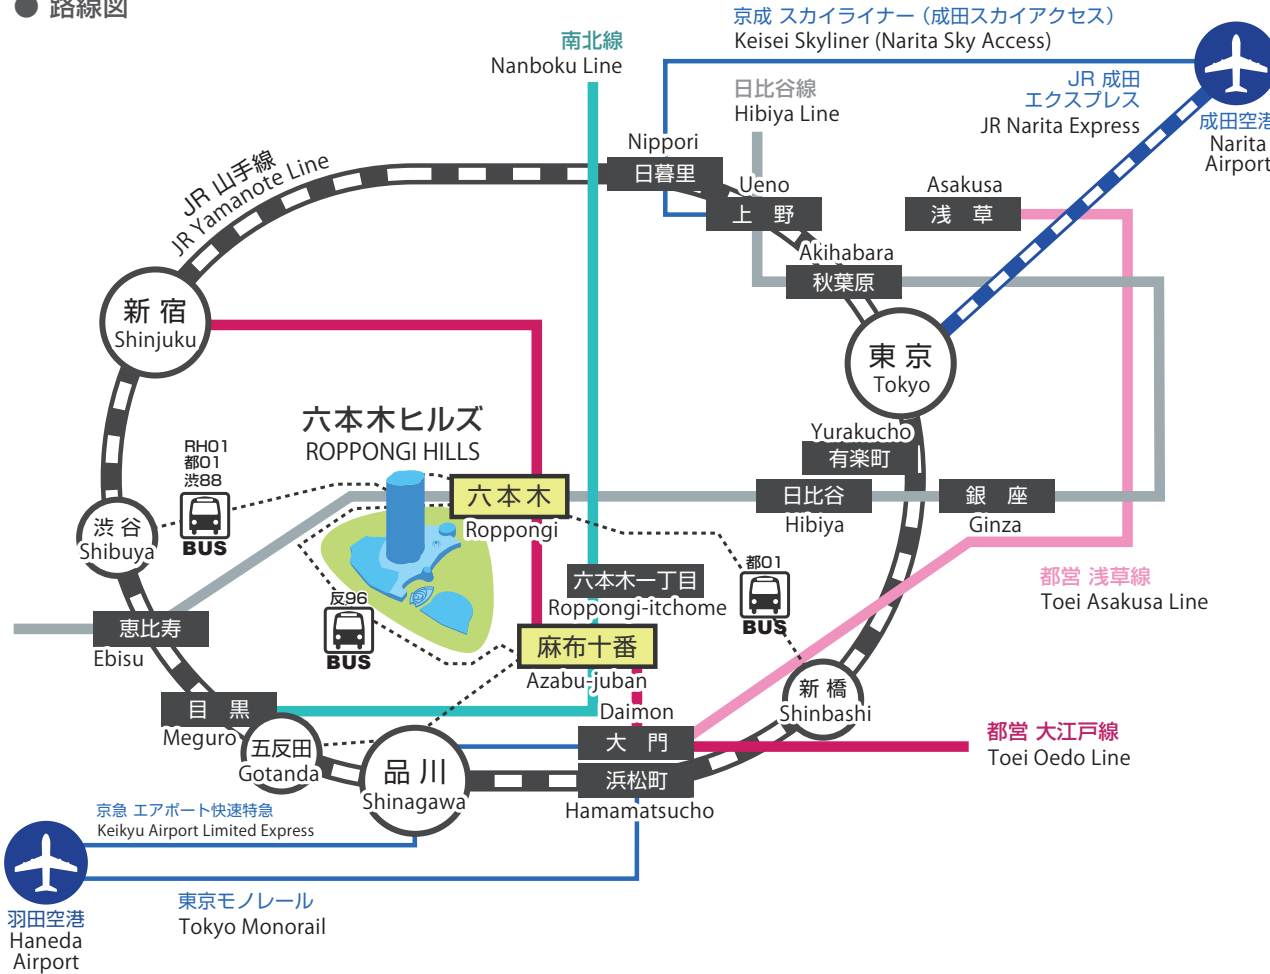 ● 路線図
京成 スカイライナー（成田スカイアクセス）
Keisei Skyliner (Narita Sky Access)
南北線
Nanboku Line
日比谷線
Hibiya Line
JR 成田
エクスプレス
JR Narita Express
成田空港
Narita
Airport
JR 山手線
JR Yamanote Line
Nippori
日暮里
Ueno
上 野
Asakusa
浅 草
Akihabara
秋葉原
新 宿
Shinjuku
東 京
Tokyo
六本木ヒルズ
ROPPONGI HILLS
Yurakucho
有楽町
RH01
都01
渋88
BUS
六本木
Roppongi
日比谷
Hibiya
銀 座
Ginza
渋 谷
Shibuya
六本木一丁目
Roppongi-itchome
都01
BUS
都営 浅草線
Toei Asakusa Line
反96
BUS
恵比寿
Ebisu
麻布十番
Azabu-juban
新 橋
Shinbashi
目 黒
Meguro
Daimon
大 門
都営 大江戸線
Toei Oedo Line
五反田
Gotanda
品 川
Shinagawa
浜松町
Hamamatsucho
京急 エアポート快速特急
Keikyu Airport Limited Express
羽田空港
Haneda
Airport
東京モノレール
Tokyo Monorail